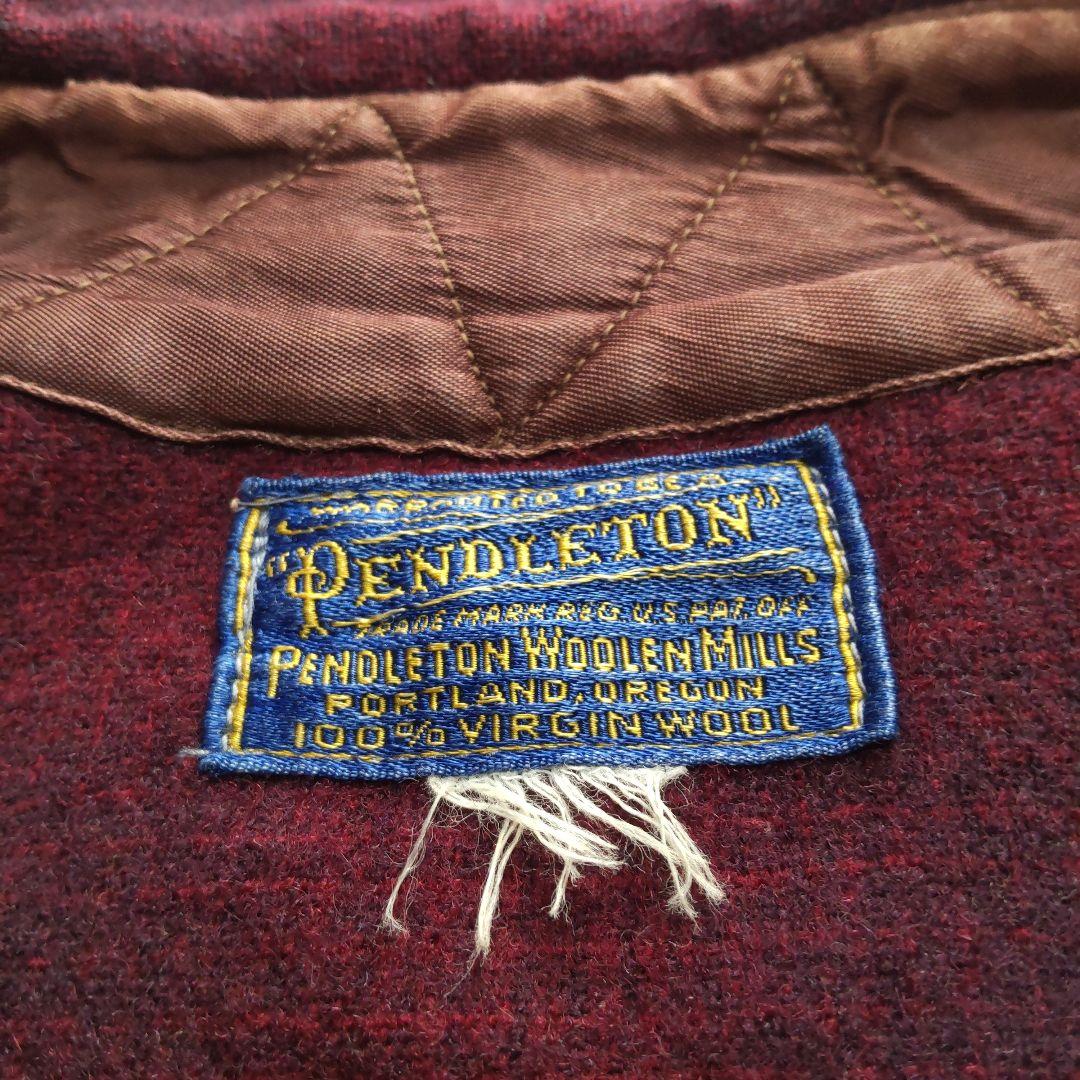 WARRANTED TO BE A
"PENDLETON"
TRADE MARK REG. U.S. PAT. OFF.
PENDLETON WOOLEN MILLS
PORTLAND, OREGON
100% VIRGIN WOOL